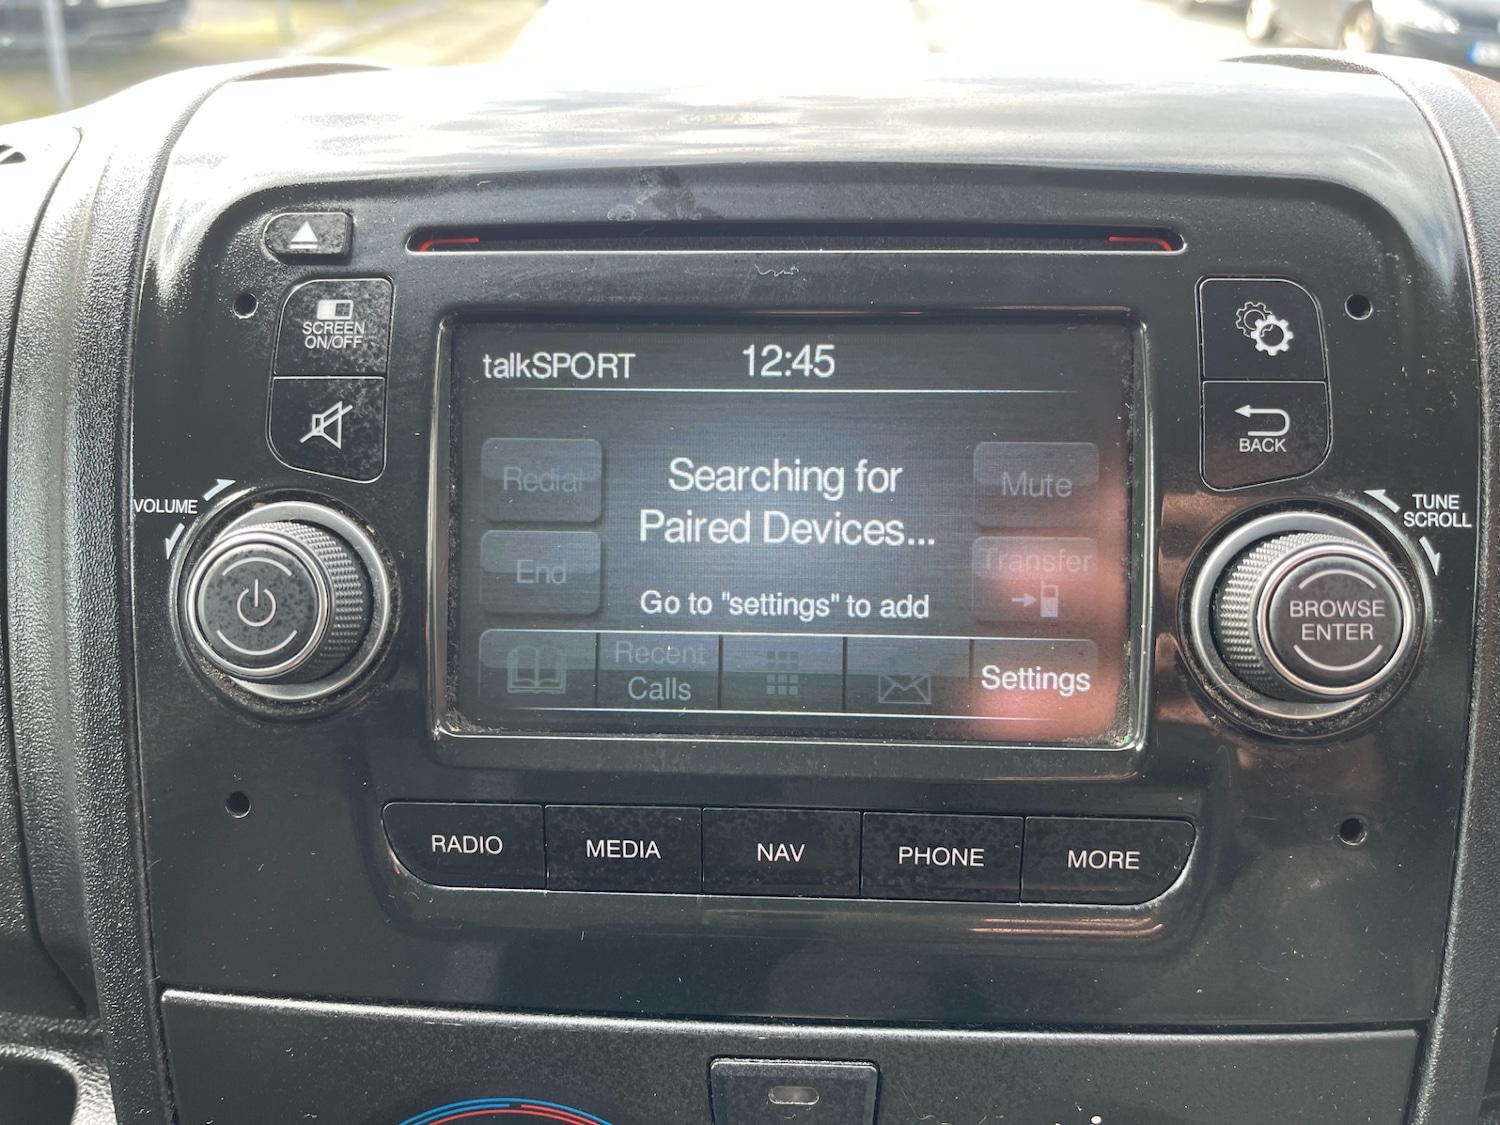 SCREEN
ON/OFF
VOLUME
talkSPORT 12:45
Redial
End
Searching for
Paired Devices...
Go to "settings" to add
Mute
Transfer
Recent
Calls
Settings
BACK
TUNE
SCROLL
BROWSE
ENTER
RADIO MEDIA NAV PHONE MORE